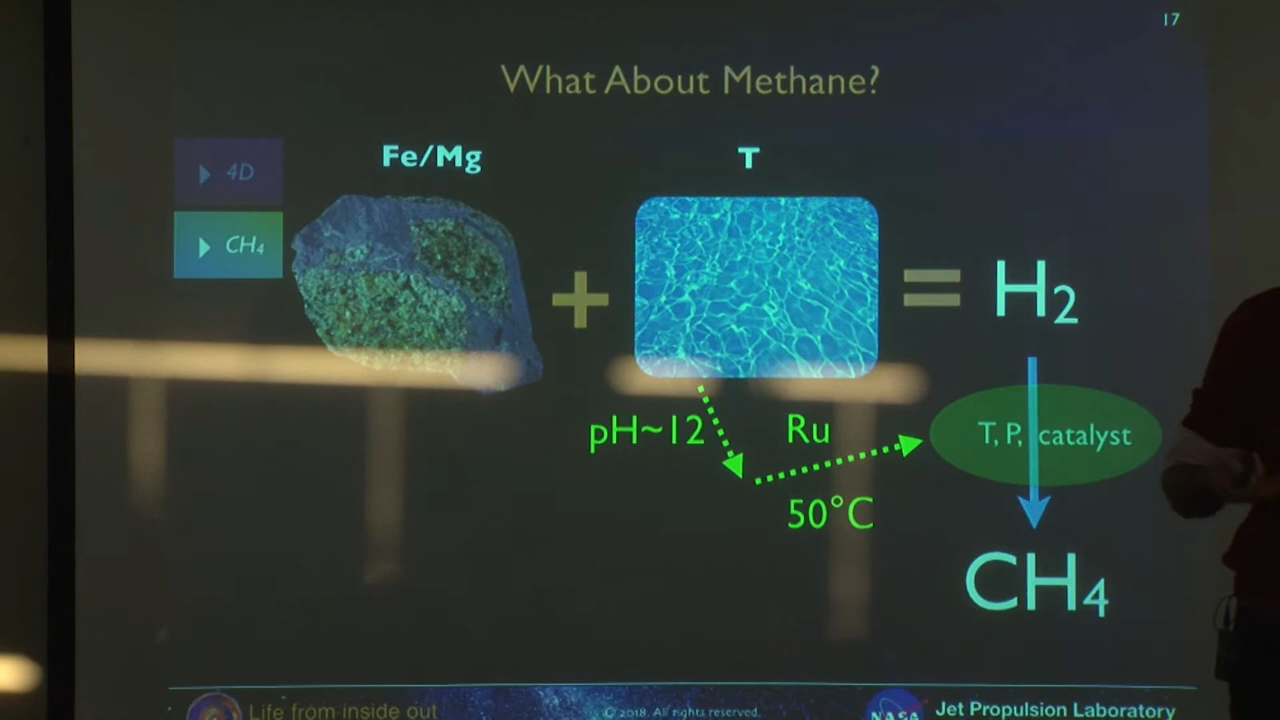 17
What About Methane?
Fe/Mg
T
4D
CH4
+
=
H2
pH~12
Ru
T, P, catalyst
50°C
CH4
Life from inside out
© 2018. All rights reserved.
NASA
Jet Propulsion Laboratory